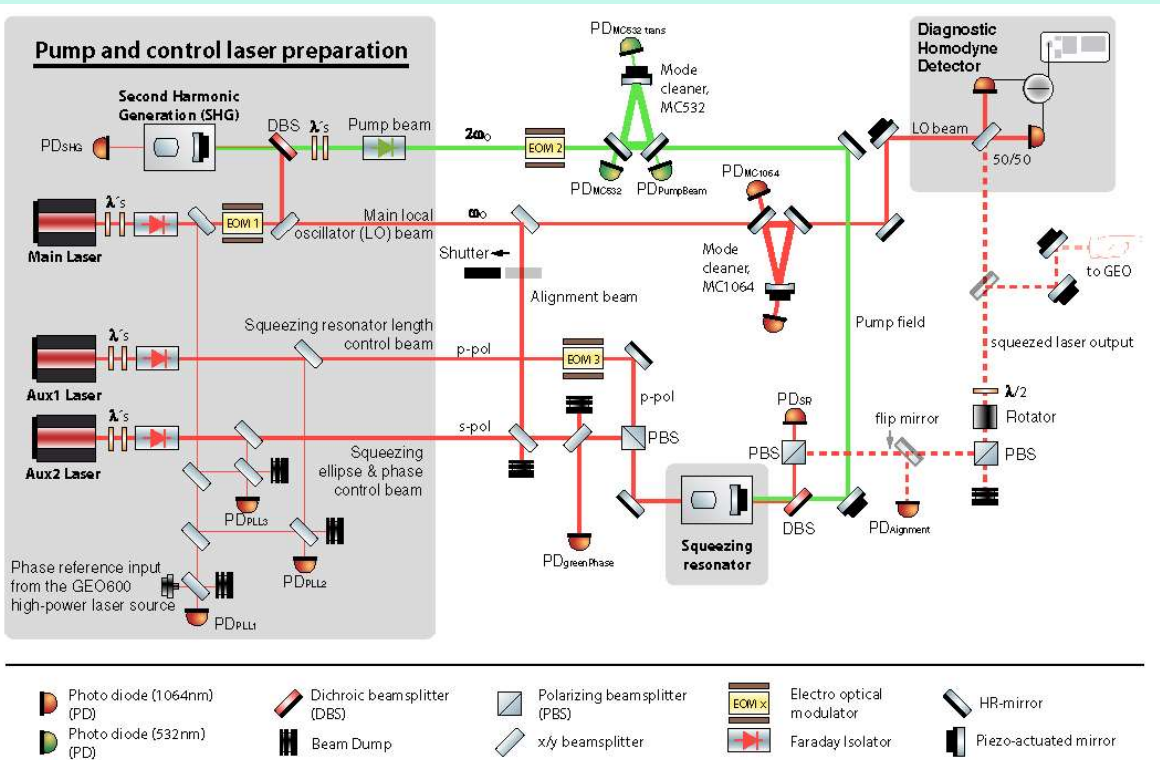 Pump and control laser preparation
Second Harmonic
Generation (SHG)
PDSHG
DBS
λ´s
Pump beam
2ω₀
EOM 2
PDMC532 trans
Mode
cleaner,
MC532
PDMC532
PDPumpBeam
Diagnostic
Homodyne
Detector
LO beam
50/50
λ´s
Main Laser
EOM 1
Main local
oscillator (LO) beam
ω₀
Shutter
Alignment beam
PDMC1064
Mode
cleaner,
MC1064
to GEO
Pump field
squeezed laser output
λ´s
Aux1 Laser
Squeezing resonator length
control beam
p-pol
EOM 3
p-pol
λ´s
Aux2 Laser
s-pol
Squeezing
ellipse & phase
control beam
PBS
PDSR
PBS
flip mirror
λ/2
Rotator
PBS
PDPLL3
PDPLL2
PDPLL1
Phase reference input
from the GEO600
high-power laser source
PDgreenPhase
Squeezing
resonator
DBS
PDAlignment
Photo diode (1064nm)
(PD)
Photo diode (532nm)
(PD)
Dichroic beamsplitter
(DBS)
Beam Dump
Polarizing beamsplitter
(PBS)
x/y beamsplitter
EOM x
Electro optical
modulator
Faraday Isolator
HR-mirror
Piezo-actuated mirror